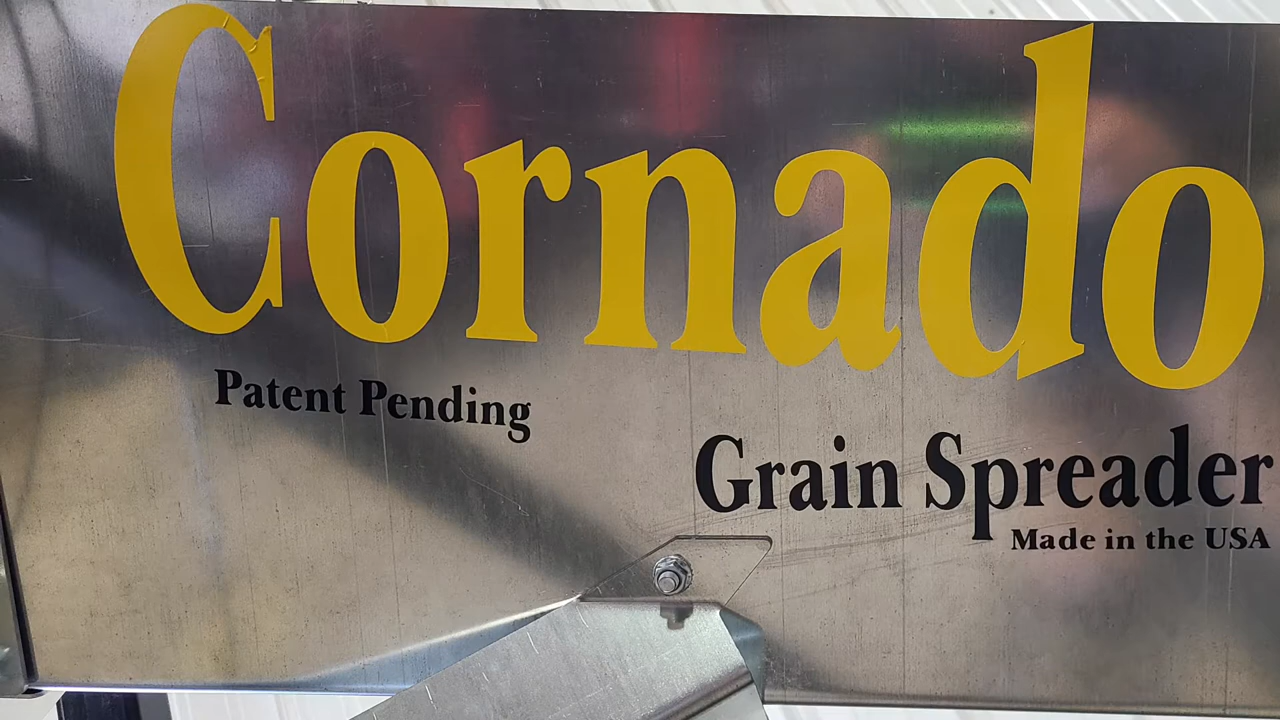 Cornado
Patent Pending
Grain Spreader
Made in the USA